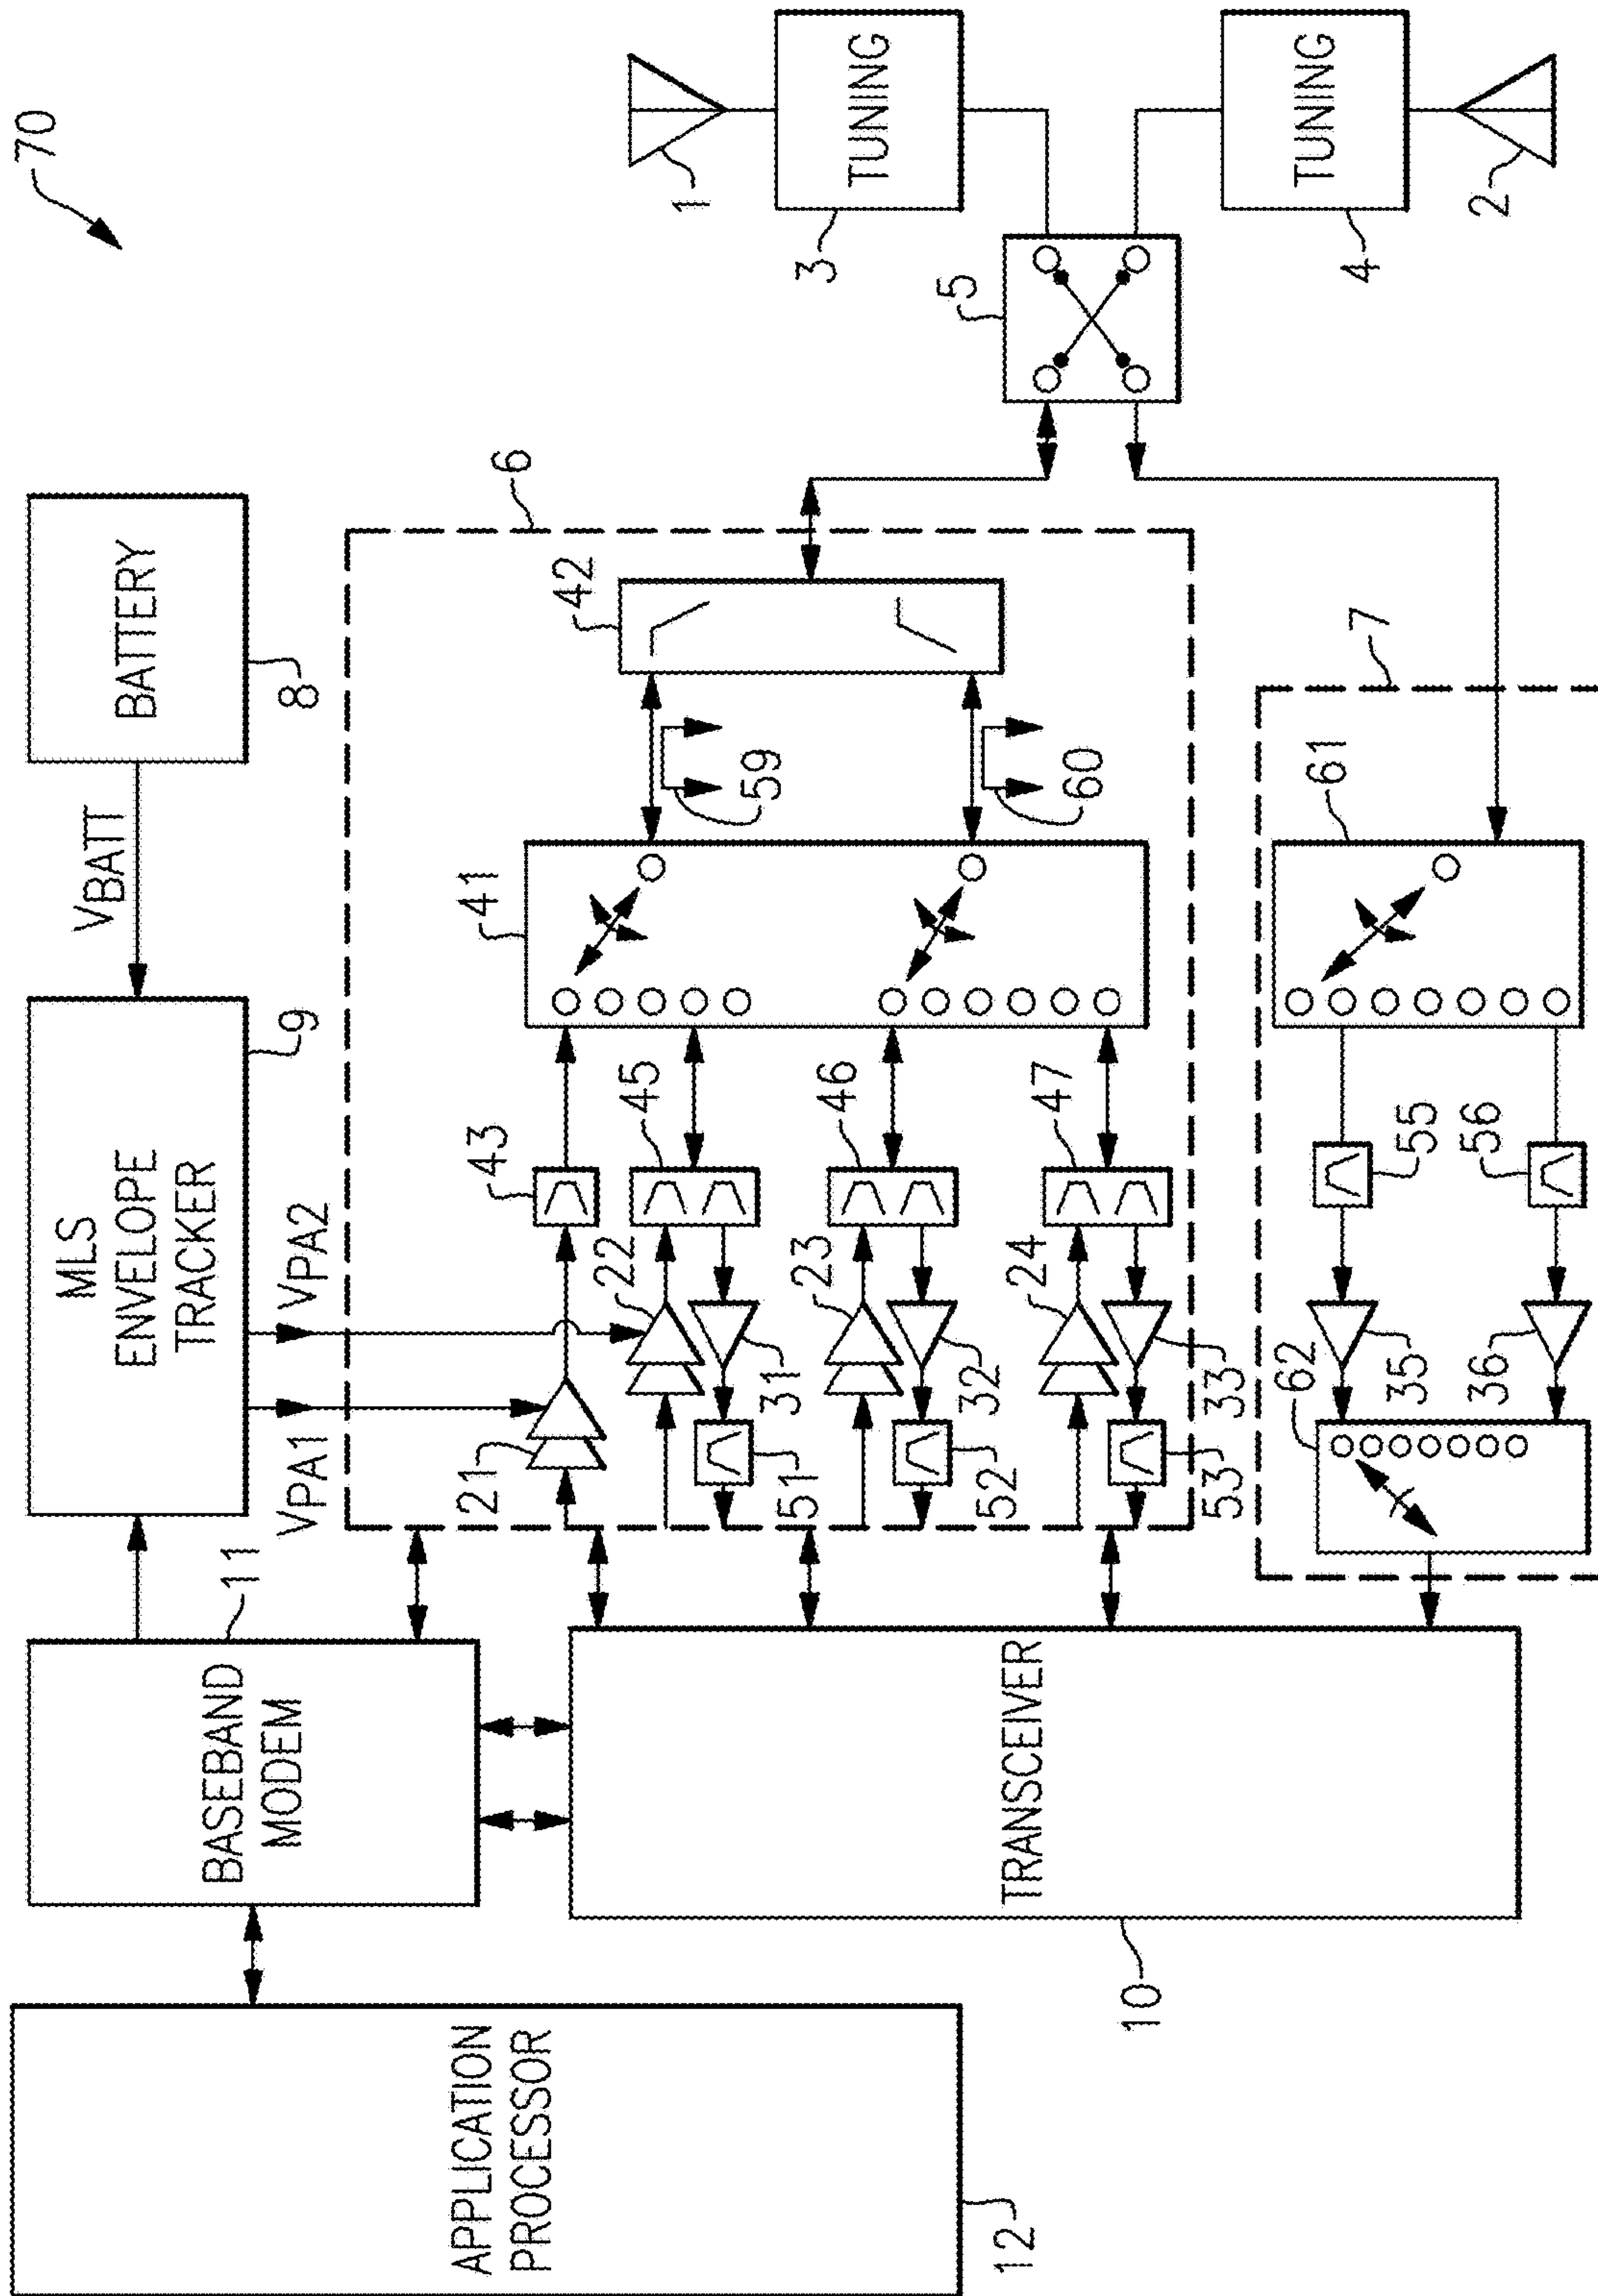 70
APPLICATION
PROCESSOR
12
BASEBAND
MODEM
11
MLS
ENVELOPE
TRACKER
9
VBATT
BATTERY
8
VPA1
VPA2
TRANSCEIVER
10
6
21
43
22
45
31
51
23
46
32
52
24
47
33
53
41
59
60
42
5
1
TUNING
3
TUNING
4
2
7
62
35
36
55
56
61